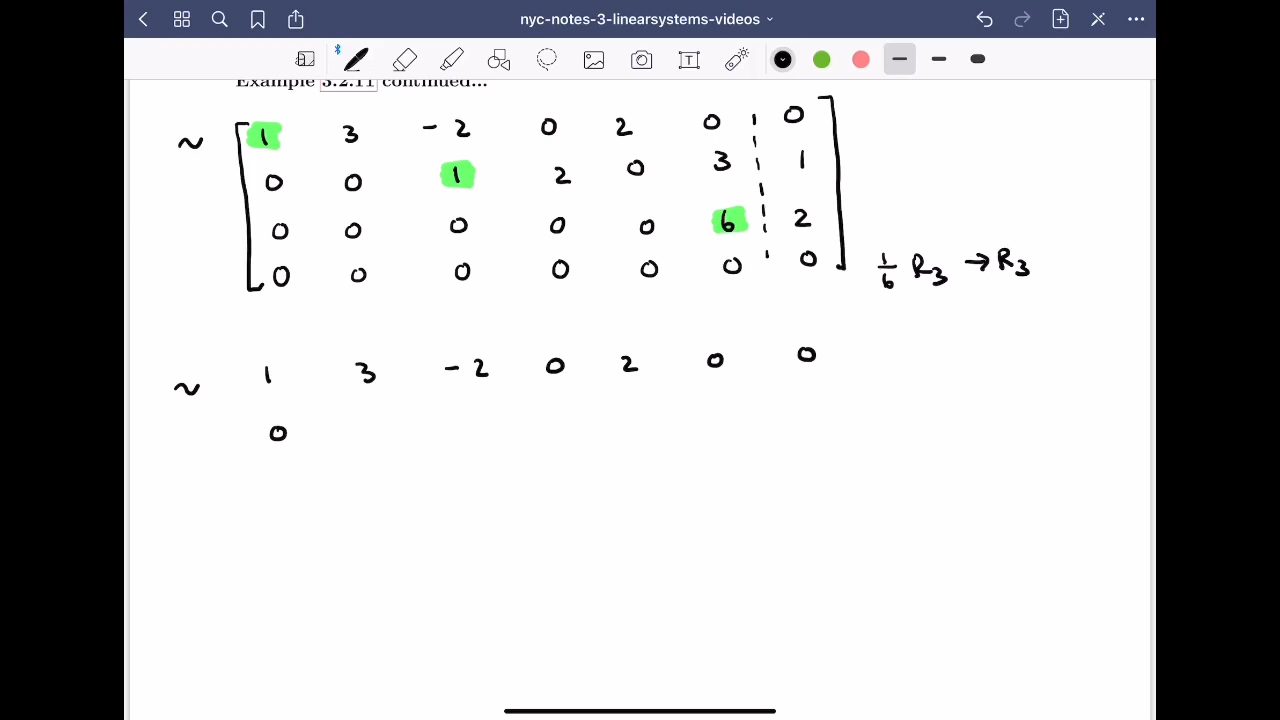 nyc-notes-3-linearsystems-videos
T
Example 3.2.11 continued...
~ 1 3 -2 0 2 0 0
0 0 1 2 0 3 1
0 0 0 0 0 6 2
0 0 0 0 0 0 0 1/6 R3 → R3
~ 1 3 -2 0 2 0 0
0